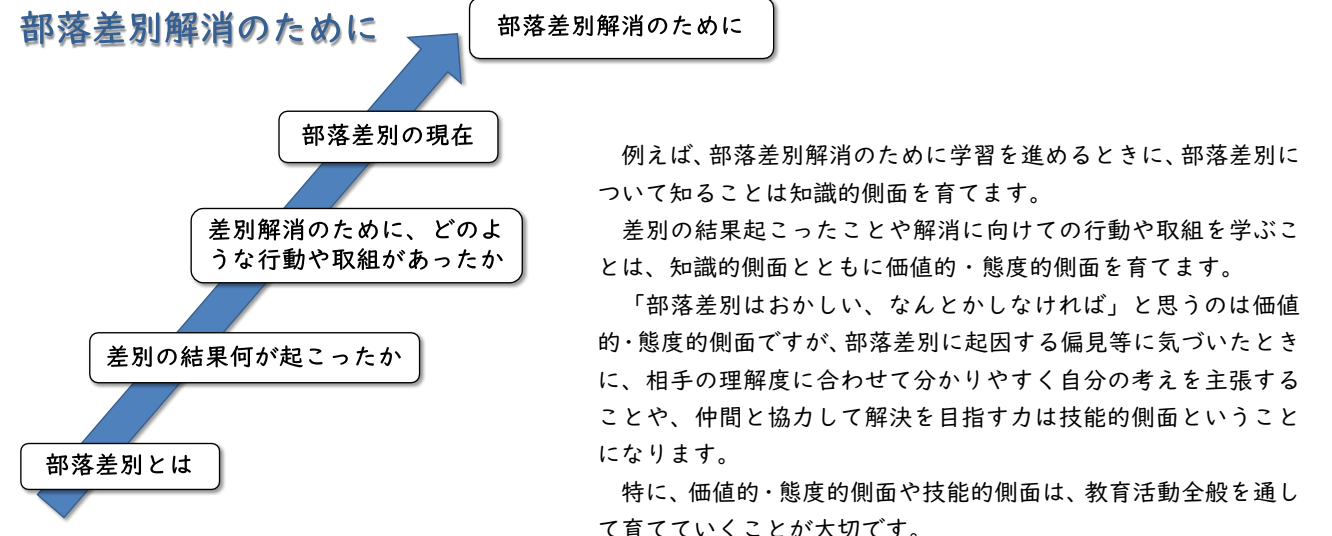 部落差別解消のために
部落差別解消のために
部落差別の現在
差別解消のために、どのよ
うな行動や取組があったか
差別の結果何が起こったか
部落差別とは
例えば、部落差別解消のために学習を進めるときに、部落差別に
ついて知ることは知識的側面を育てます。
差別の結果起こったことや解消に向けての行動や取組を学ぶこ
とは、知識的側面とともに価値的・態度的側面を育てます。
「部落差別はおかしい、なんとかしなければ」と思うのは価値
的・態度的側面ですが、部落差別に起因する偏見等に気づいたとき
に、相手の理解度に合わせて分かりやすく自分の考えを主張する
ことや、仲間と協力して解決を目指す力は技能的側面ということ
になります。
特に、価値的・態度的側面や技能的側面は、教育活動全般を通し
て育てていくことが大切です。